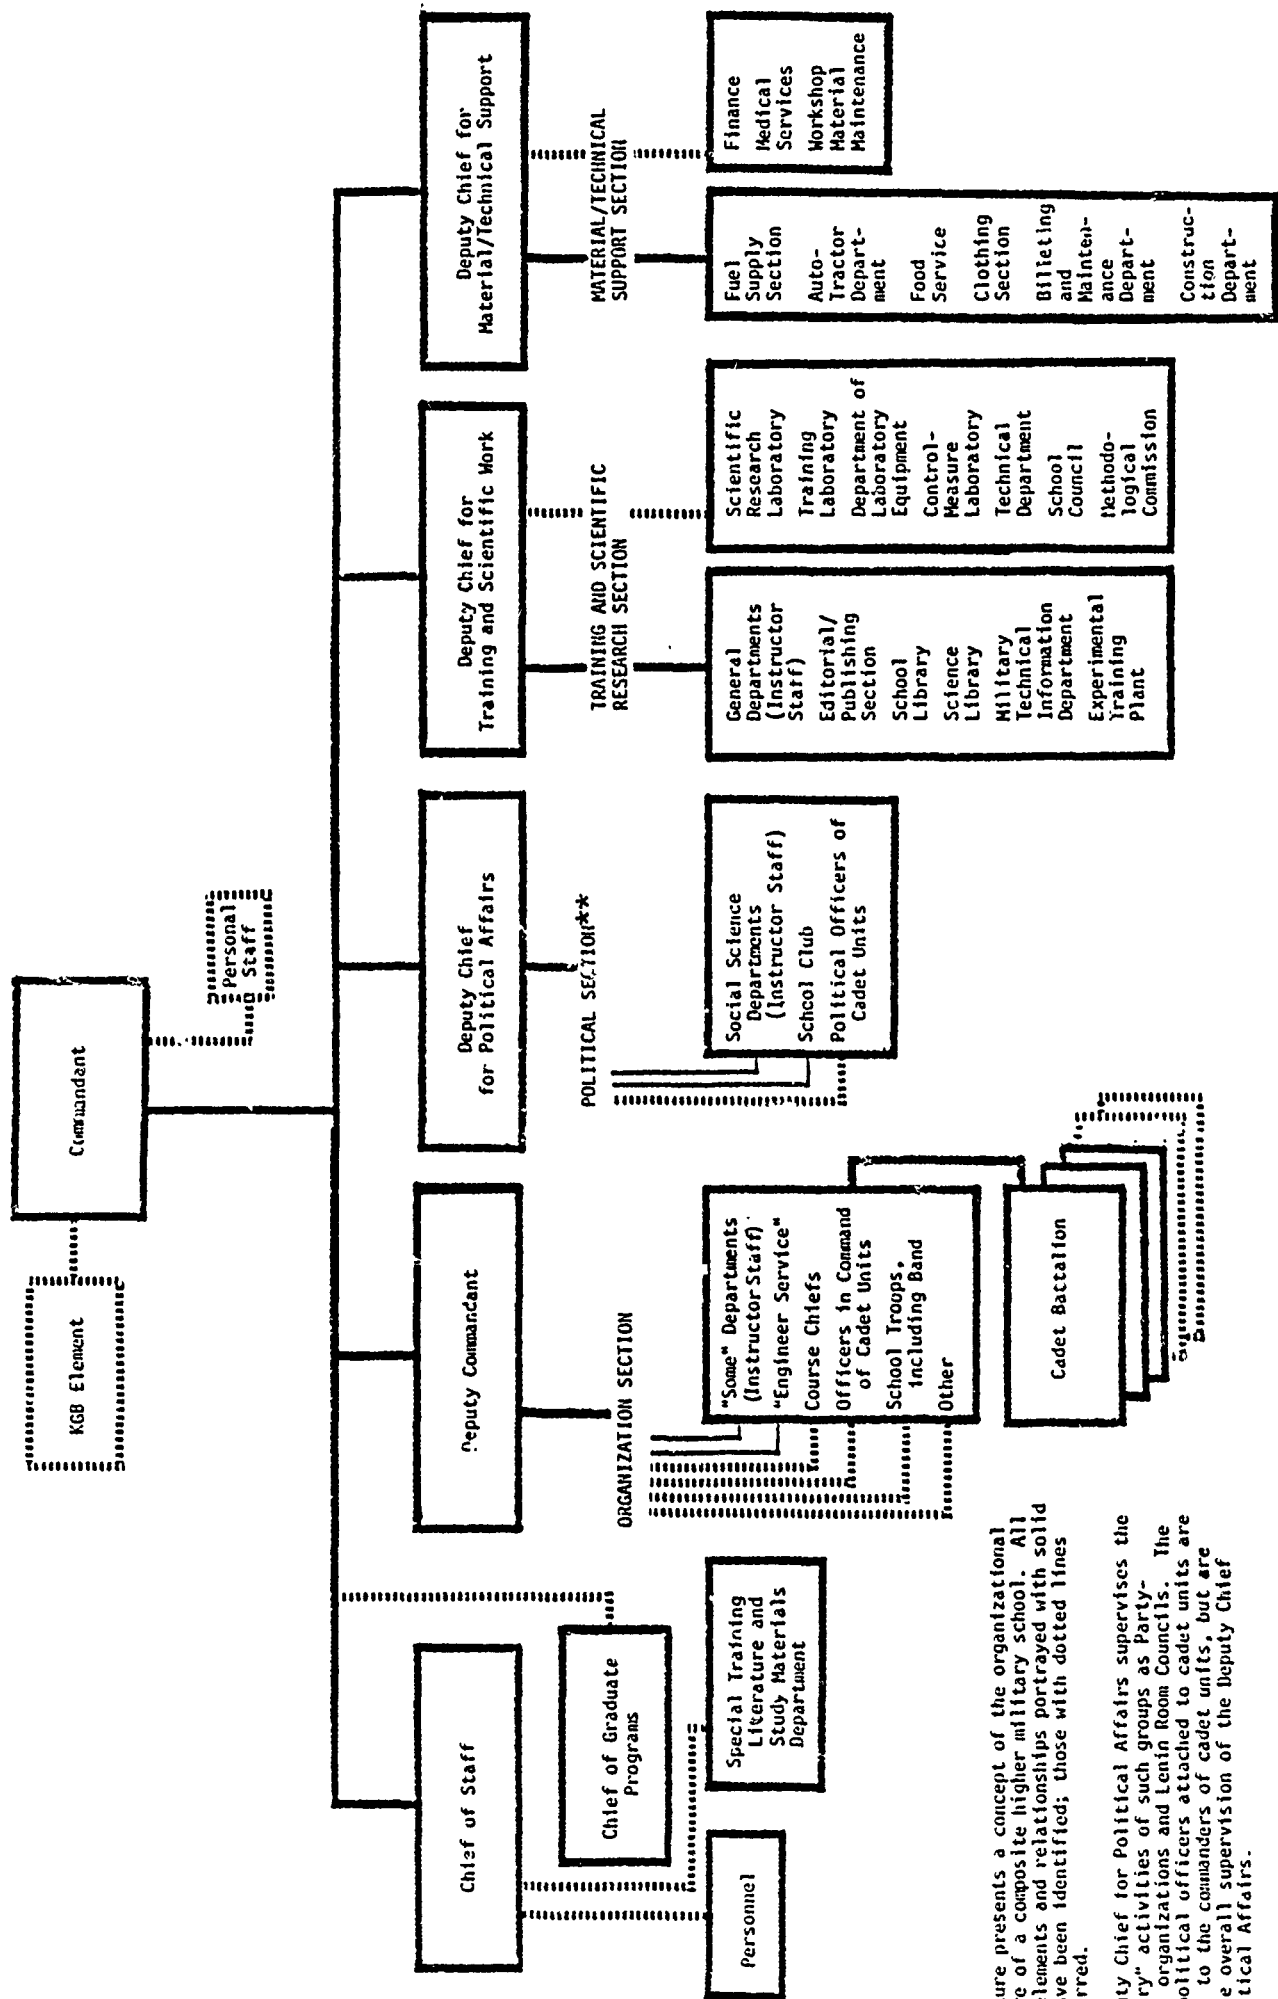 KGB Element
Commandant
Personal
Staff
Chief of Staff
Deputy Commandant
Deputy Chief
for Political Affairs
Deputy Chief for
Training and Scientific Work
Deputy Chief for
Material/Technical Support
Chief of Graduate
Programs
ORGANIZATION SECTION
POLITICAL SECTION**
TRAINING AND SCIENTIFIC
RESEARCH SECTION
MATERIAL/TECHNICAL
SUPPORT SECTION
Personnel
Special Training
Literature and
Study Materials
Department
"Some" Departments
(Instructor Staff)
"Engineer Service"
Course Chiefs
Officers in Command
of Cadet Units
School Troops,
including Band
Other
Cadet Battalion
Social Science
Departments
(Instructor Staff)
School Club
Political Officers of
Cadet Units
General
Departments
(Instructor
Staff)
Editorial/
Publishing
Section
School
Library
Science
Library
Military
Technical
Information
Department
Experimental
Training
Plant
Scientific
Research
Laboratory
Training
Laboratory
Department of
Laboratory
Equipment
Control-
Measure
Laboratory
Technical
Department
School
Council
Methodo-
logical
Commission
Fuel
Supply
Section
Auto-
Tractor
Depart-
ment
Food
Service
Clothing
Section
Billeting
and
Mainten-
ance
Depart-
ment
Construc-
tion
Depart-
ment
Finance
Medical
Services
Workshop
Material
Maintenance
ure presents a concept of the organizational
e of a composite higher military school. All
elements and relationships portrayed with solid
ve been identified; those with dotted lines
rred.
ty Chief for Political Affairs supervises the
ry" activities of such groups as Party-
organizations and Lenin Room Councils. The
political officers attached to cadet units are
to the commanders of cadet units, but are
e overall supervision of the Deputy Chief
tical Affairs.